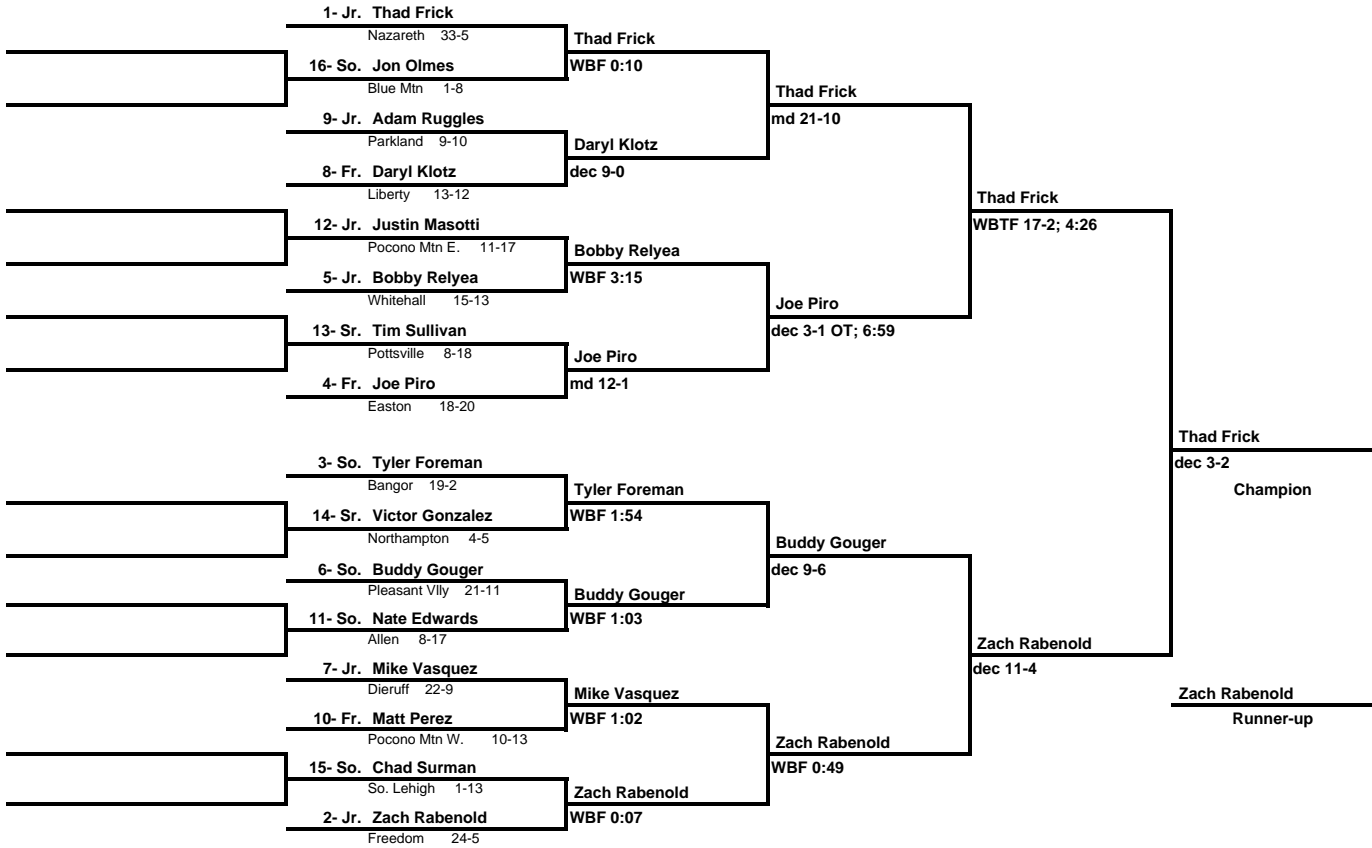 1- Jr. Thad Frick
Nazareth 33-5
Thad Frick
16- So. Jon Olmes
WBF 0:10
Blue Mtn 1-8
Thad Frick
9- Jr. Adam Ruggles
md 21-10
Parkland 9-10
Daryl Klotz
8- Fr. Daryl Klotz
dec 9-0
Liberty 13-12
Thad Frick
12- Jr. Justin Masotti
WBTF 17-2; 4:26
Pocono Mtn E. 11-17
Bobby Relyea
5- Jr. Bobby Relyea
WBF 3:15
Whitehall 15-13
Joe Piro
13- Sr. Tim Sullivan
dec 3-1 OT; 6:59
Pottsville 8-18
Joe Piro
4- Fr. Joe Piro
md 12-1
Easton 18-20
Thad Frick
dec 3-2
Champion
3- So. Tyler Foreman
Bangor 19-2
Tyler Foreman
14- Sr. Victor Gonzalez
WBF 1:54
Northampton 4-5
Buddy Gouger
dec 9-6
6- So. Buddy Gouger
Pleasant Vlly 21-11
Buddy Gouger
11- So. Nate Edwards
WBF 1:03
Allen 8-17
Zach Rabenold
dec 11-4
7- Jr. Mike Vasquez
Dieruff 22-9
Mike Vasquez
Zach Rabenold
Runner-up
10- Fr. Matt Perez
WBF 1:02
Pocono Mtn W. 10-13
Zach Rabenold
WBF 0:49
15- So. Chad Surman
So. Lehigh 1-13
Zach Rabenold
2- Jr. Zach Rabenold
WBF 0:07
Freedom 24-5